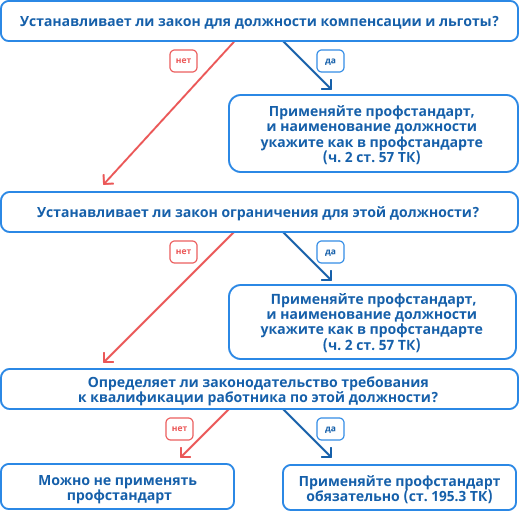 Устанавливает ли закон для должности компенсации и льготы?
нет
да
Применяйте профстандарт,
и наименование должности
укажите как в профстандарте
(ч. 2 ст. 57 ТК)
Устанавливает ли закон ограничения для этой должности?
нет
да
Применяйте профстандарт,
и наименование должности
укажите как в профстандарте
(ч. 2 ст. 57 ТК)
Определяет ли законодательство требования
к квалификации работника по этой должности?
нет
да
Можно не применять
профстандарт
Применяйте профстандарт
обязательно (ст. 195.3 ТК)